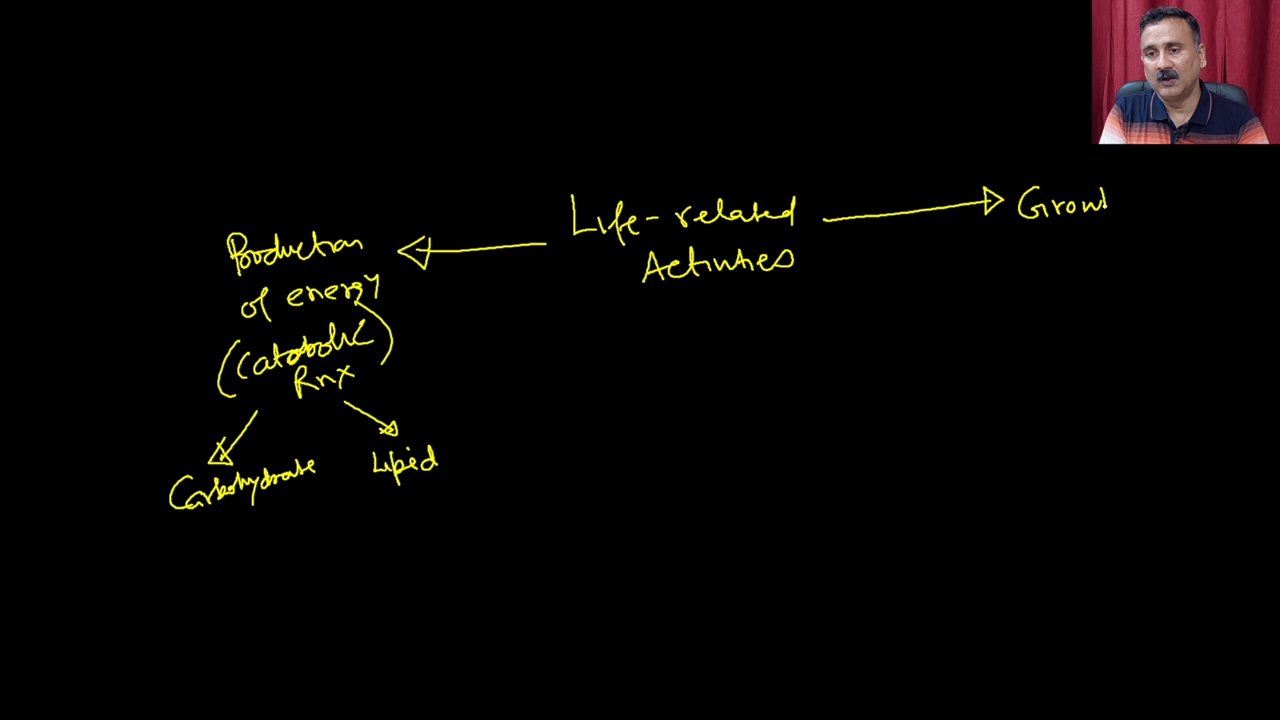 Life-related
Activities
Growt
Production
of energy
(Catabolic
Rnx)
Carbohydrate
Lipid